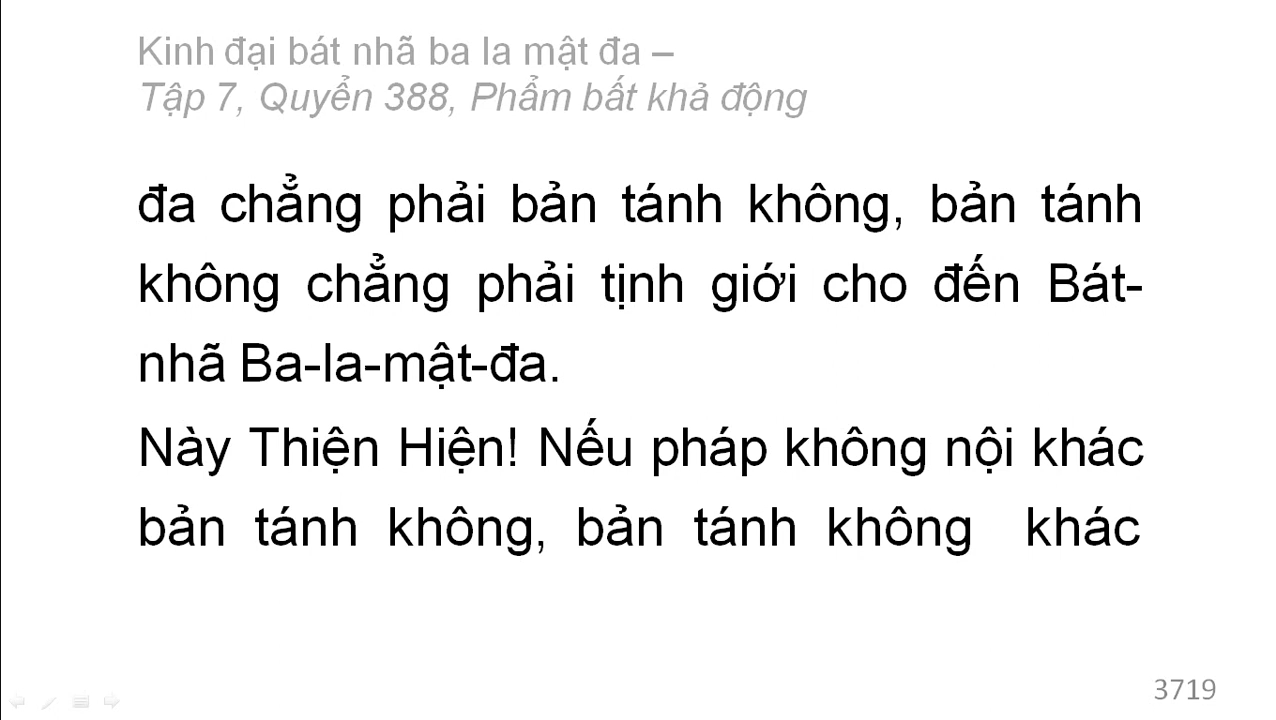 Kinh đại bát nhã ba la mật đa –
Tập 7, Quyển 388, Phẩm bất khả động
đa chẳng phải bản tánh không, bản tánh
không chẳng phải tịnh giới cho đến Bát-
nhã Ba-la-mật-đa.
Này Thiện Hiện! Nếu pháp không nội khác
bản tánh không, bản tánh không khác
3719